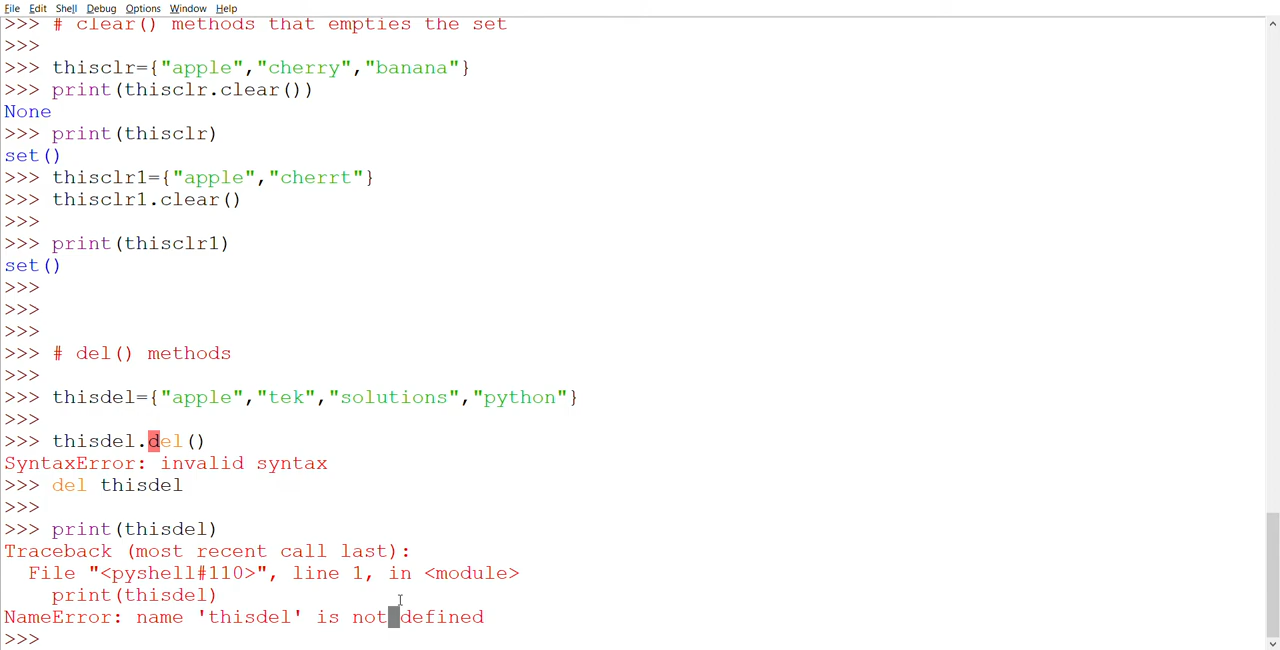 File Edit Shell Debug Options Window Help
>>> # clear() methods that empties the set
>>>
>>> thisclr={"apple","cherry","banana"}
>>> print(thisclr.clear())
None
>>> print(thisclr)
set()
>>> thisclr1={"apple","cherrt"}
>>> thisclr1.clear()
>>>
>>> print(thisclr1)
set()
>>>
>>>
>>>
>>> # del() methods
>>>
>>> thisdel={"apple","tek","solutions","python"}
>>>
>>> thisdel.del()
SyntaxError: invalid syntax
>>> del thisdel
>>>
>>> print(thisdel)
Traceback (most recent call last):
  File "<pyshell#110>", line 1, in <module>
    print(thisdel)
NameError: name 'thisdel' is not defined
>>>